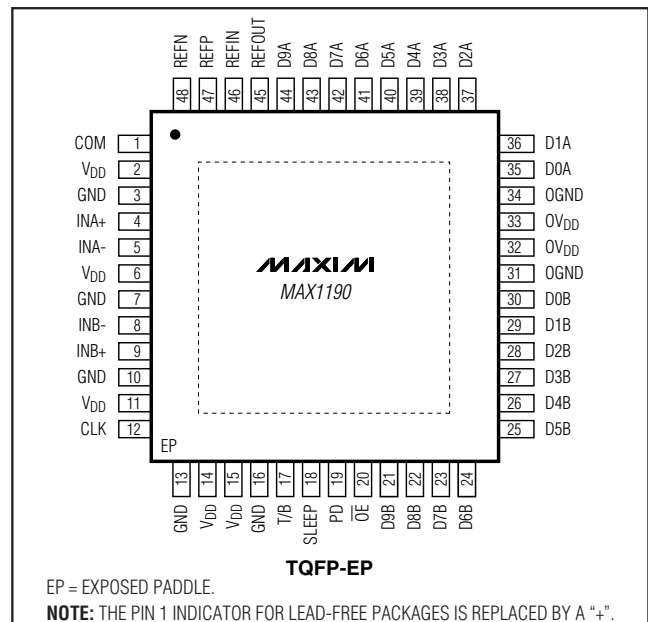 REFN REFP REFIN REFOUT D9A D8A D7A D6A D5A D4A D3A D2A
48 47 46 45 44 43 42 41 40 39 38 37
COM 1
VDD 2
GND 3
INA+ 4
INA- 5
VDD 6
GND 7
INB- 8
INB+ 9
GND 10
VDD 11
CLK 12
MAXIM
MAX1190
36 D1A
35 D0A
34 OGND
33 OVDD
32 OVDD
31 OGND
30 D0B
29 D1B
28 D2B
27 D3B
26 D4B
25 D5B
EP
13 14 15 16 17 18 19 20 21 22 23 24
GND VDD VDD GND T/B SLEEP PD OE D9B D8B D7B D6B
TQFP-EP
EP = EXPOSED PADDLE.
NOTE: THE PIN 1 INDICATOR FOR LEAD-FREE PACKAGES IS REPLACED BY A “+”.